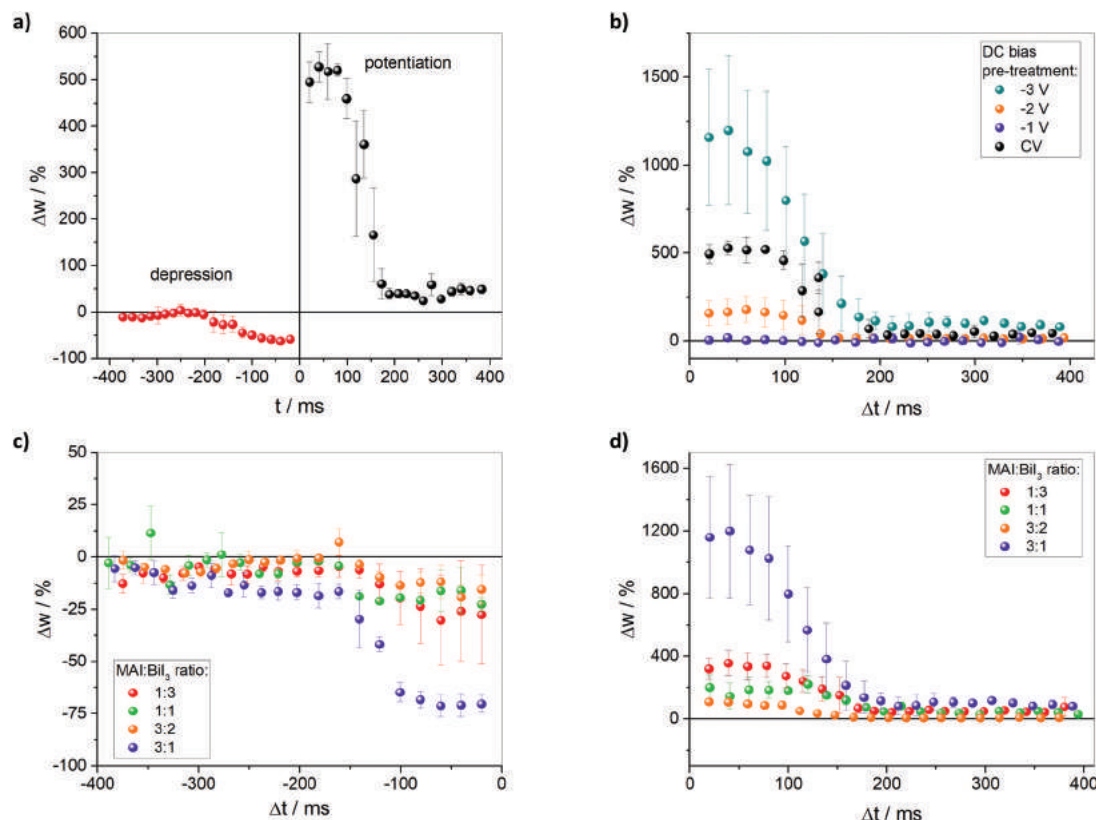 a)
600
500
400
300
200
100
0
-100
Δw / %
depression
potentiation
-400 -300 -200 -100 0 100 200 300 400
t / ms
b)
1500
1000
500
0
Δw / %
DC bias
pre-treatment:
-3 V
-2 V
-1 V
CV
0 100 200 300 400
Δt / ms
c)
50
25
0
-25
-50
-75
-100
Δw / %
MAI:BiI₃ ratio:
1:3
1:1
3:2
3:1
-400 -300 -200 -100 0
Δt / ms
d)
1600
1200
800
400
0
Δw / %
MAI:BiI₃ ratio:
1:3
1:1
3:2
3:1
0 100 200 300 400
Δt / ms